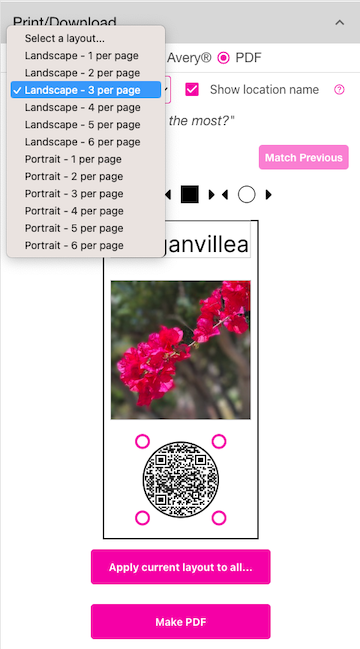 Print/Download
Select a layout...
Landscape - 1 per page
Avery® PDF
Landscape - 2 per page
✓ Landscape - 3 per page
Show location name ?
Landscape - 4 per page
Landscape - 5 per page
the most?"
Landscape - 6 per page
Portrait - 1 per page
Match Previous
Portrait - 2 per page
Portrait - 3 per page
Portrait - 4 per page
Portrait - 5 per page
Portrait - 6 per page
ganvillea
Apply current layout to all...
Make PDF